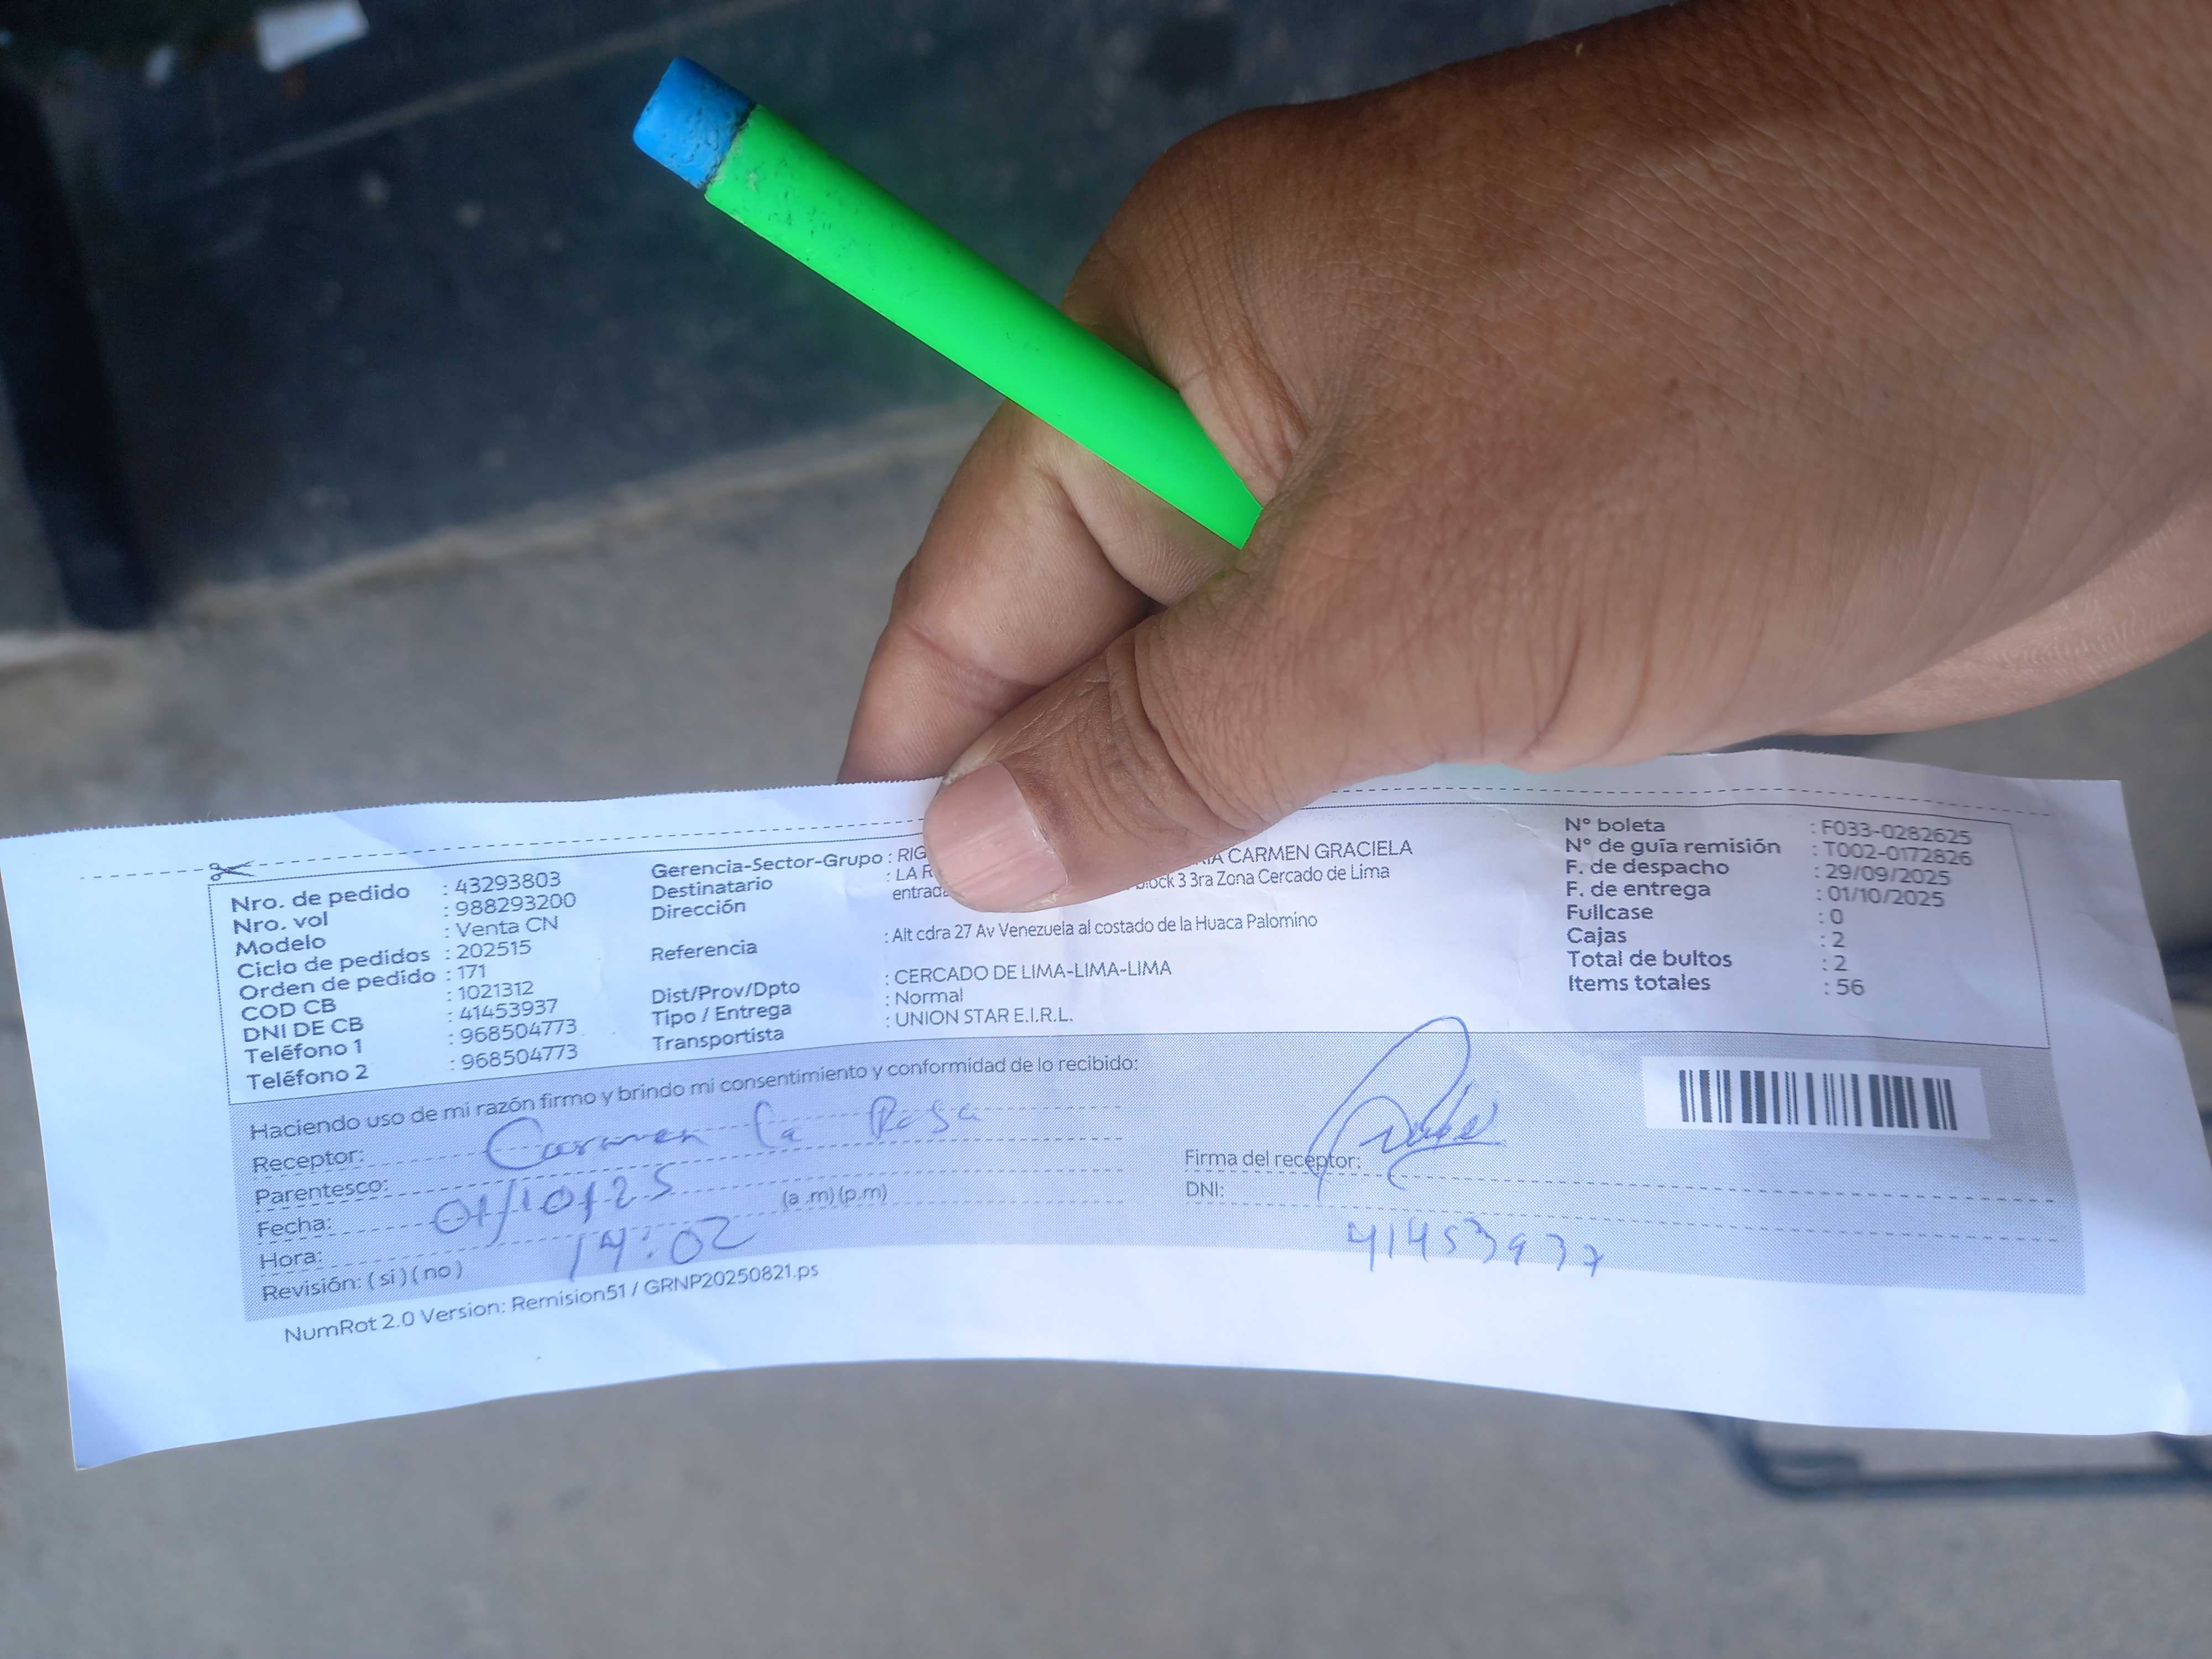 Nro. de pedido : 43293803
Nro. vol : 988293200
Modelo : Venta CN
Ciclo de pedidos : 202515
Orden de pedido : 171
COD CB : 1021312
DNI DE CB : 41453937
Teléfono 1 : 968504773
Teléfono 2 : 968504773
Gerencia-Sector-Grupo : RIG
Destinatario : LA R CARMEN GRACIELA
Dirección entrad block 3 3ra Zona Cercado de Lima
Referencia : Alt cdra 27 Av Venezuela al costado de la Huaca Palomino
Dist/Prov/Dpto : CERCADO DE LIMA-LIMA-LIMA
Tipo / Entrega : Normal
Transportista : UNION STAR E.I.R.L.
N° boleta : F033-0282625
N° de guía remisión : T002-0172826
F. de despacho : 29/09/2025
F. de entrega : 01/10/2025
Fullcase : 0
Cajas : 2
Total de bultos : 2
Items totales : 56
Haciendo uso de mi razón firmo y brindo mi consentimiento y conformidad de lo recibido:
Receptor: Carmen la Rosa
Parentesco:
Fecha: 01/10/25
Hora: 14:02 (a .m) (p.m)
Revisión: ( si ) ( no )
Firma del receptor:
DNI: 41453937
NumRot 2.0 Version: Remision51 / GRNP20250821.ps